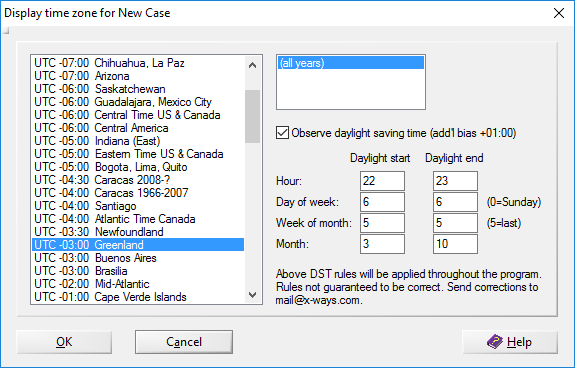 Display time zone for New Case
UTC -07:00 Chihuahua, La Paz
UTC -07:00 Arizona
UTC -06:00 Saskatchewan
UTC -06:00 Guadalajara, Mexico City
UTC -06:00 Central Time US & Canada
UTC -06:00 Central America
UTC -05:00 Indiana (East)
UTC -05:00 Eastern Time US & Canada
UTC -05:00 Bogota, Lima, Quito
UTC -04:30 Caracas 2008-?
UTC -04:00 Caracas 1966-2007
UTC -04:00 Santiago
UTC -04:00 Atlantic Time Canada
UTC -03:30 Newfoundland
UTC -03:00 Greenland
UTC -03:00 Buenos Aires
UTC -03:00 Brasilia
UTC -02:00 Mid-Atlantic
UTC -01:00 Cape Verde Islands
(all years)
Observe daylight saving time (add'l bias +01:00)
Daylight start Daylight end
Hour: 22 23
Day of week: 6 6 (0=Sunday)
Week of month: 5 5 (5=last)
Month: 3 10
Above DST rules will be applied throughout the program.
Rules not guaranteed to be correct. Send corrections to
mail@x-ways.com.
OK Cancel Help